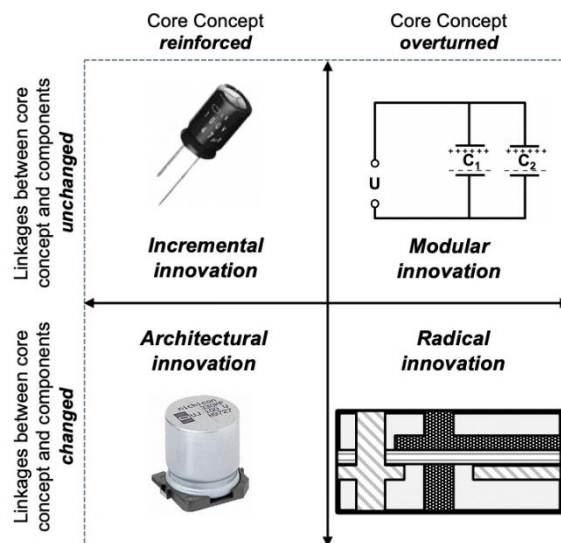 Core Concept
reinforced
Core Concept
overturned
Linkages between core
concept and components
unchanged
U
+++++ +++++
C1
C2
Incremental
innovation
Modular
innovation
Linkages between core
concept and components
changed
Architectural
innovation
Radical
innovation
nichicon